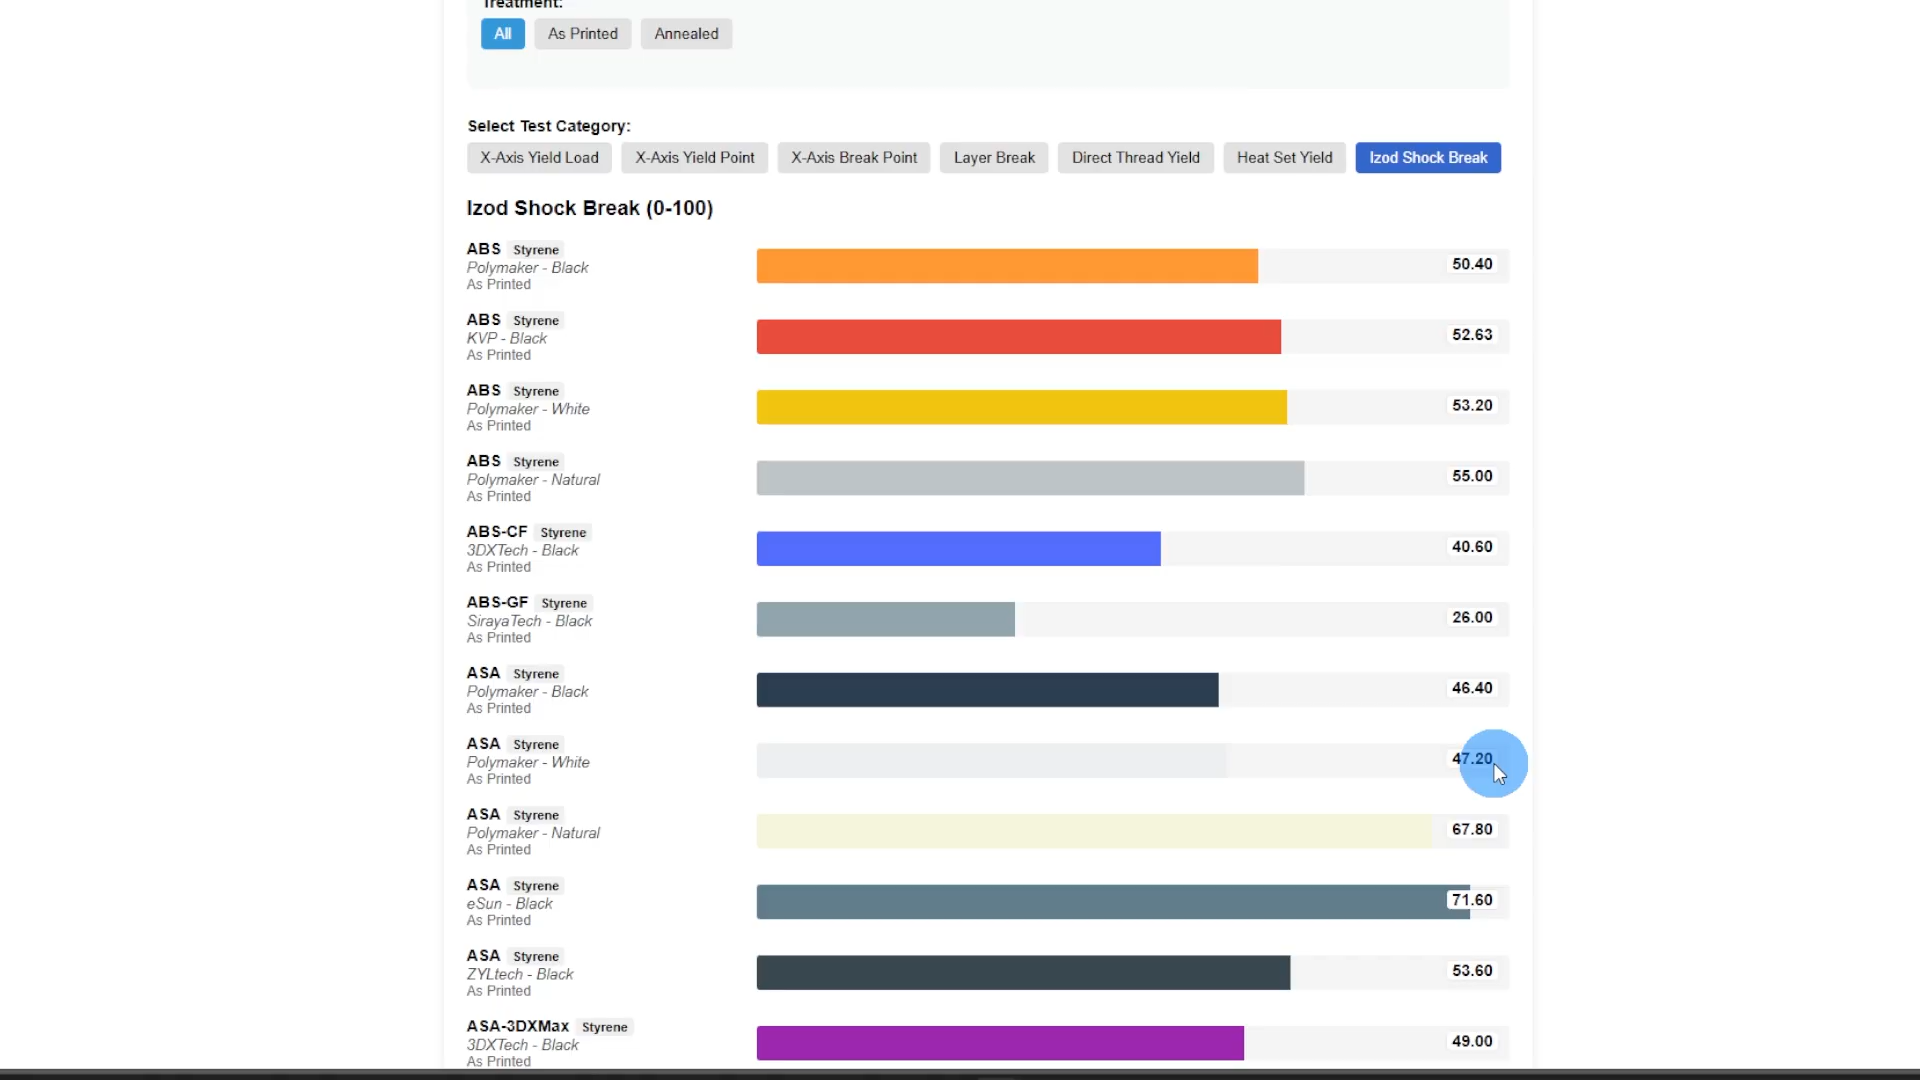 Treatment:
All As Printed Annealed
Select Test Category:
X-Axis Yield Load X-Axis Yield Point X-Axis Break Point Layer Break Direct Thread Yield Heat Set Yield Izod Shock Break
Izod Shock Break (0-100)
ABS Styrene
Polymaker - Black
As Printed
50.40
ABS Styrene
KVP - Black
As Printed
52.63
ABS Styrene
Polymaker - White
As Printed
53.20
ABS Styrene
Polymaker - Natural
As Printed
55.00
ABS-CF Styrene
3DXTech - Black
As Printed
40.60
ABS-GF Styrene
SirayaTech - Black
As Printed
26.00
ASA Styrene
Polymaker - Black
As Printed
46.40
ASA Styrene
Polymaker - White
As Printed
47.20
ASA Styrene
Polymaker - Natural
As Printed
67.80
ASA Styrene
eSun - Black
As Printed
71.60
ASA Styrene
ZYLtech - Black
As Printed
53.60
ASA-3DXMax Styrene
3DXTech - Black
As Printed
49.00